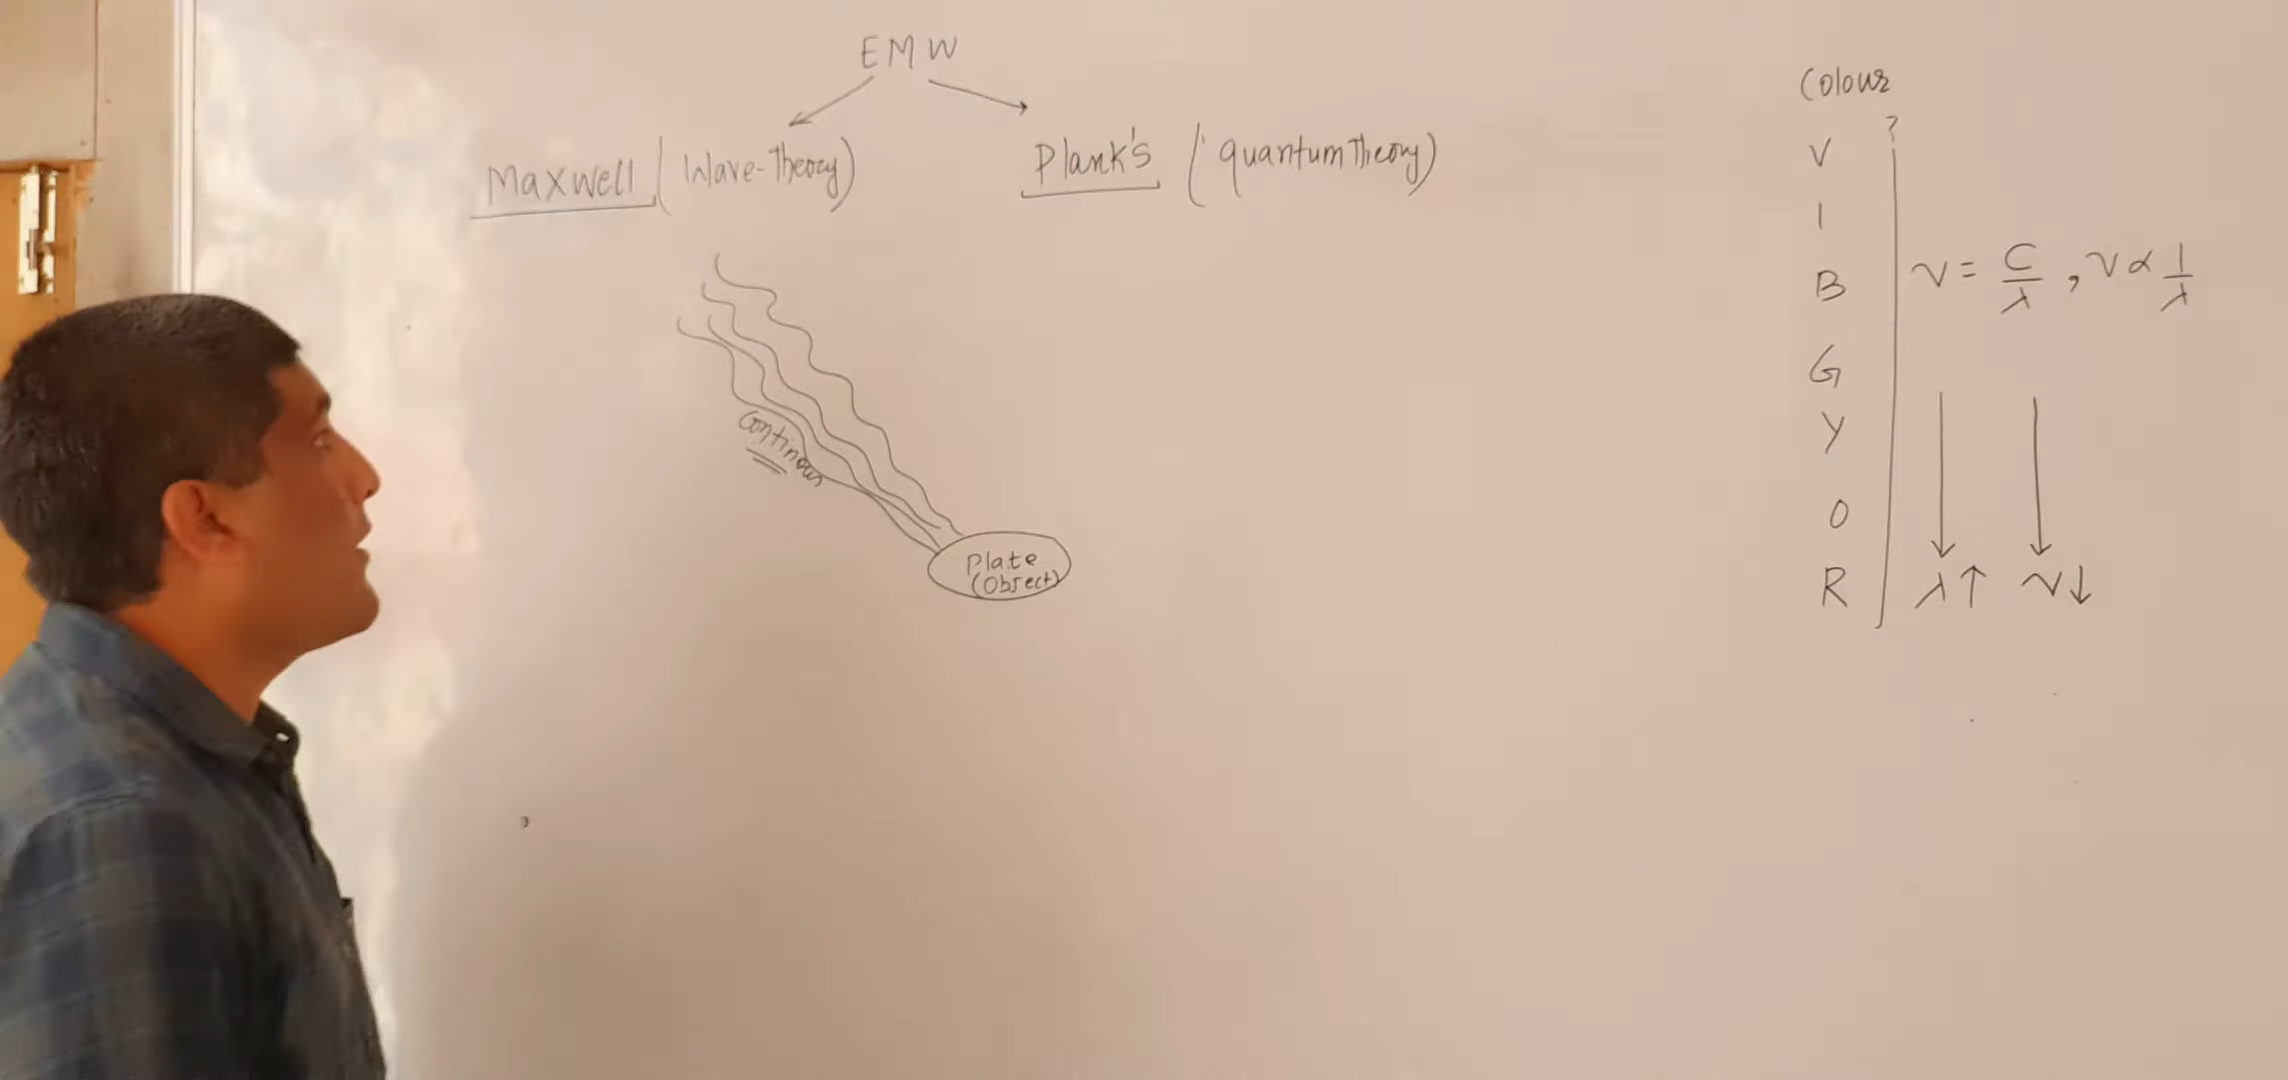 EMW
Maxwell (Wave-Theory)
Plank's (quantum Theory)
Continous
Plate
(Object)
Colour
?
V
I
B
G
Y
O
R
ν = C/λ , ν ∝ 1/λ
λ↑ ν↓